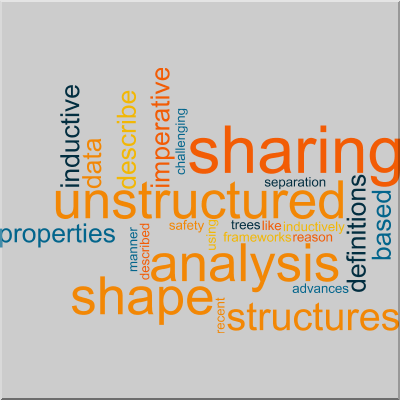 inductive
data
describe
imperative
challenging
sharing
separation
unstructured
definitions
based
properties
manner
described
safety
using
trees
like
inductively
frameworks
reason
analysis
advances
shape
recent
structures